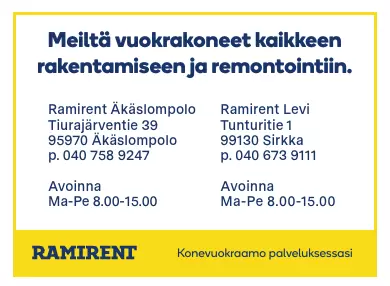 Meiltä vuokrakoneet kaikkeen
rakentamiseen ja remontointiin.
Ramirent Äkäslompolo
Tiurajärventie 39
95970 Äkäslompolo
p. 040 758 9247
Avoinna
Ma-Pe 8.00-15.00
Ramirent Levi
Tunturitie 1
99130 Sirkka
p. 040 673 9111
Avoinna
Ma-Pe 8.00-15.00
RAMIRENT
Konevuokraamo palveluksessasi